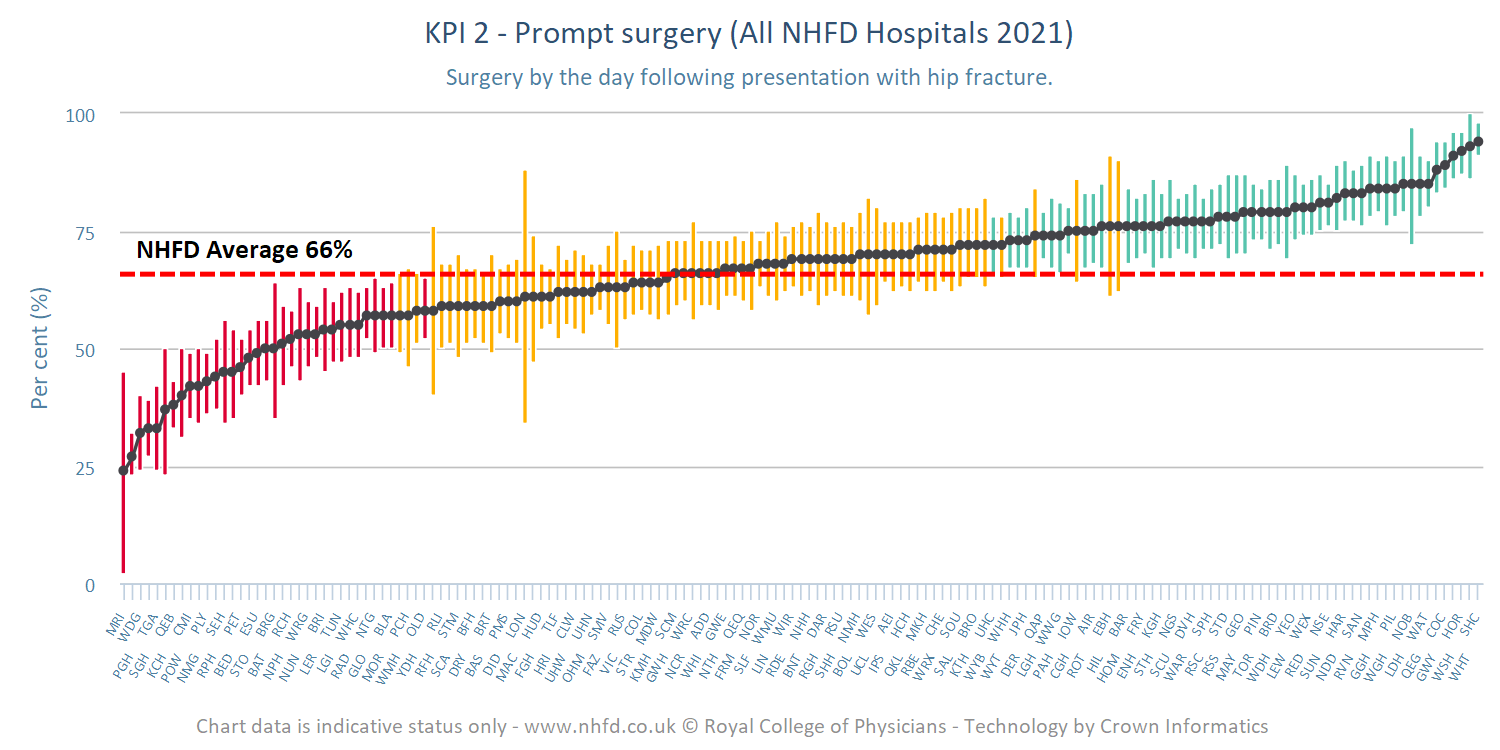 KPI 2 - Prompt surgery (All NHFD Hospitals 2021)
Surgery by the day following presentation with hip fracture.
100
75
50
25
0
Per cent (%)
NHFD Average 66%
MRI WDG TGA QEB CMI PLY SEH PET ESU BRG RCH WRG BRI TUN WHC NTG BLA PCH OLD RLI STM BFH BRT PMS LON HUD TLF CLW UHN SMV RUS COL MDW SCM WRC ADD GWE QEQ NOR WMU WIR NHH DAR RSU NMH WES AEI HCH MKH CHE SOU BRO UHC WHH JPH QAP WWG IOW AIR EBH BAR FRY KGH NGS DVH SPH STD GEO PIN BRD YEO WEX NSE HAR SAN MPH PIL NOB WAT COC HOR SHC
PGH SGH KCH POW NMG RPH BED STO BAT NPH NUN LER LGI RAD GLO MOR WMH YDH RFH SCA DRY BAS DID MAC FGH HRI UHW OHM FAZ VIC STR KMH GWH NCR WHI NTH FRM SLF LIN RDE BNT RGH SHH BOL UCL IPS QKL RBE WRX SAL KTH WYB WYT DER LGH PAH CGH ROT HIL HOM ENH STH SCU WAR RSC RSS MAY TOR WDH LEW RED SUN NDD RVN GGH WGH LDH QEG GWY WSH WHT
Chart data is indicative status only - www.nhfd.co.uk © Royal College of Physicians - Technology by Crown Informatics